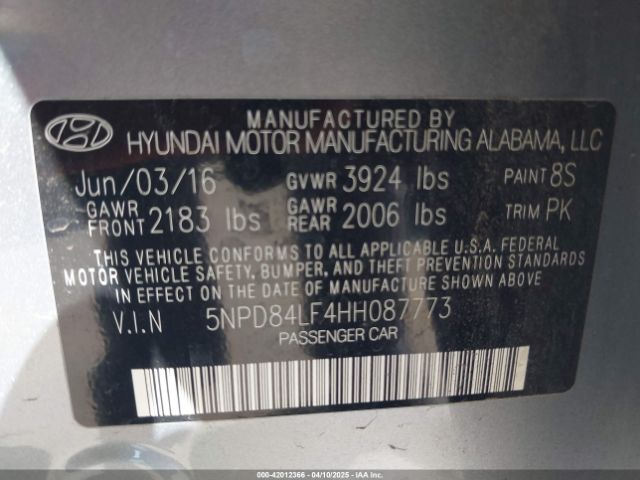 MANUFACTURED BY
HYUNDAI MOTOR MANUFACTURING ALABAMA, LLC
Jun/03/16 GVWR 3924 lbs PAINT 8S
GAWR FRONT 2183 lbs GAWR REAR 2006 lbs TRIM PK
THIS VEHICLE CONFORMS TO ALL APPLICABLE U.S.A. FEDERAL
MOTOR VEHICLE SAFETY, BUMPER, AND THEFT PREVENTION STANDARDS
IN EFFECT ON THE DATE OF MANUFACTURE SHOWN ABOVE.
V.I.N 5NPD84LF4HH087773
PASSENGER CAR
000-42012366 - 04/10/2025 - IAAI.COM